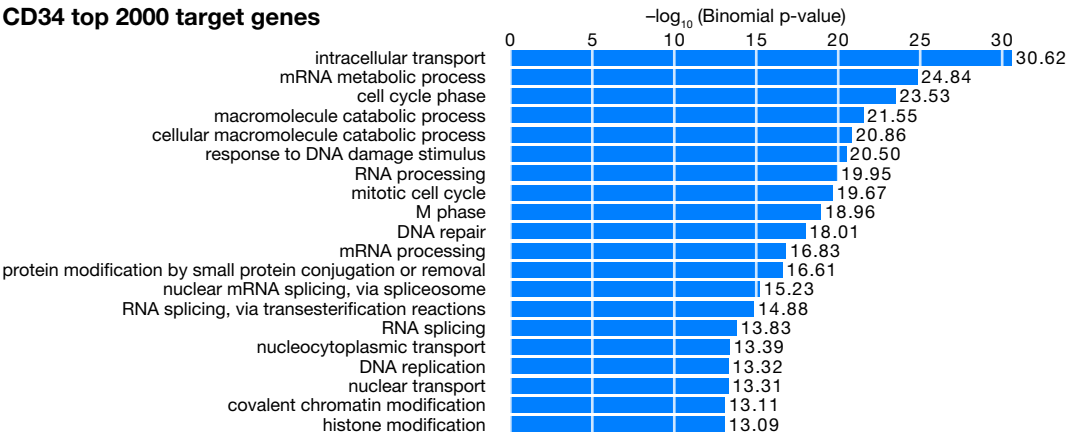 CD34 top 2000 target genes
–log10 (Binomial p-value)
0 5 10 15 20 25 30
intracellular transport 30.62
mRNA metabolic process 24.84
cell cycle phase 23.53
macromolecule catabolic process 21.55
cellular macromolecule catabolic process 20.86
response to DNA damage stimulus 20.50
RNA processing 19.95
mitotic cell cycle 19.67
M phase 18.96
DNA repair 18.01
mRNA processing 16.83
protein modification by small protein conjugation or removal 16.61
nuclear mRNA splicing, via spliceosome 15.23
RNA splicing, via transesterification reactions 14.88
RNA splicing 13.83
nucleocytoplasmic transport 13.39
DNA replication 13.32
nuclear transport 13.31
covalent chromatin modification 13.11
histone modification 13.09